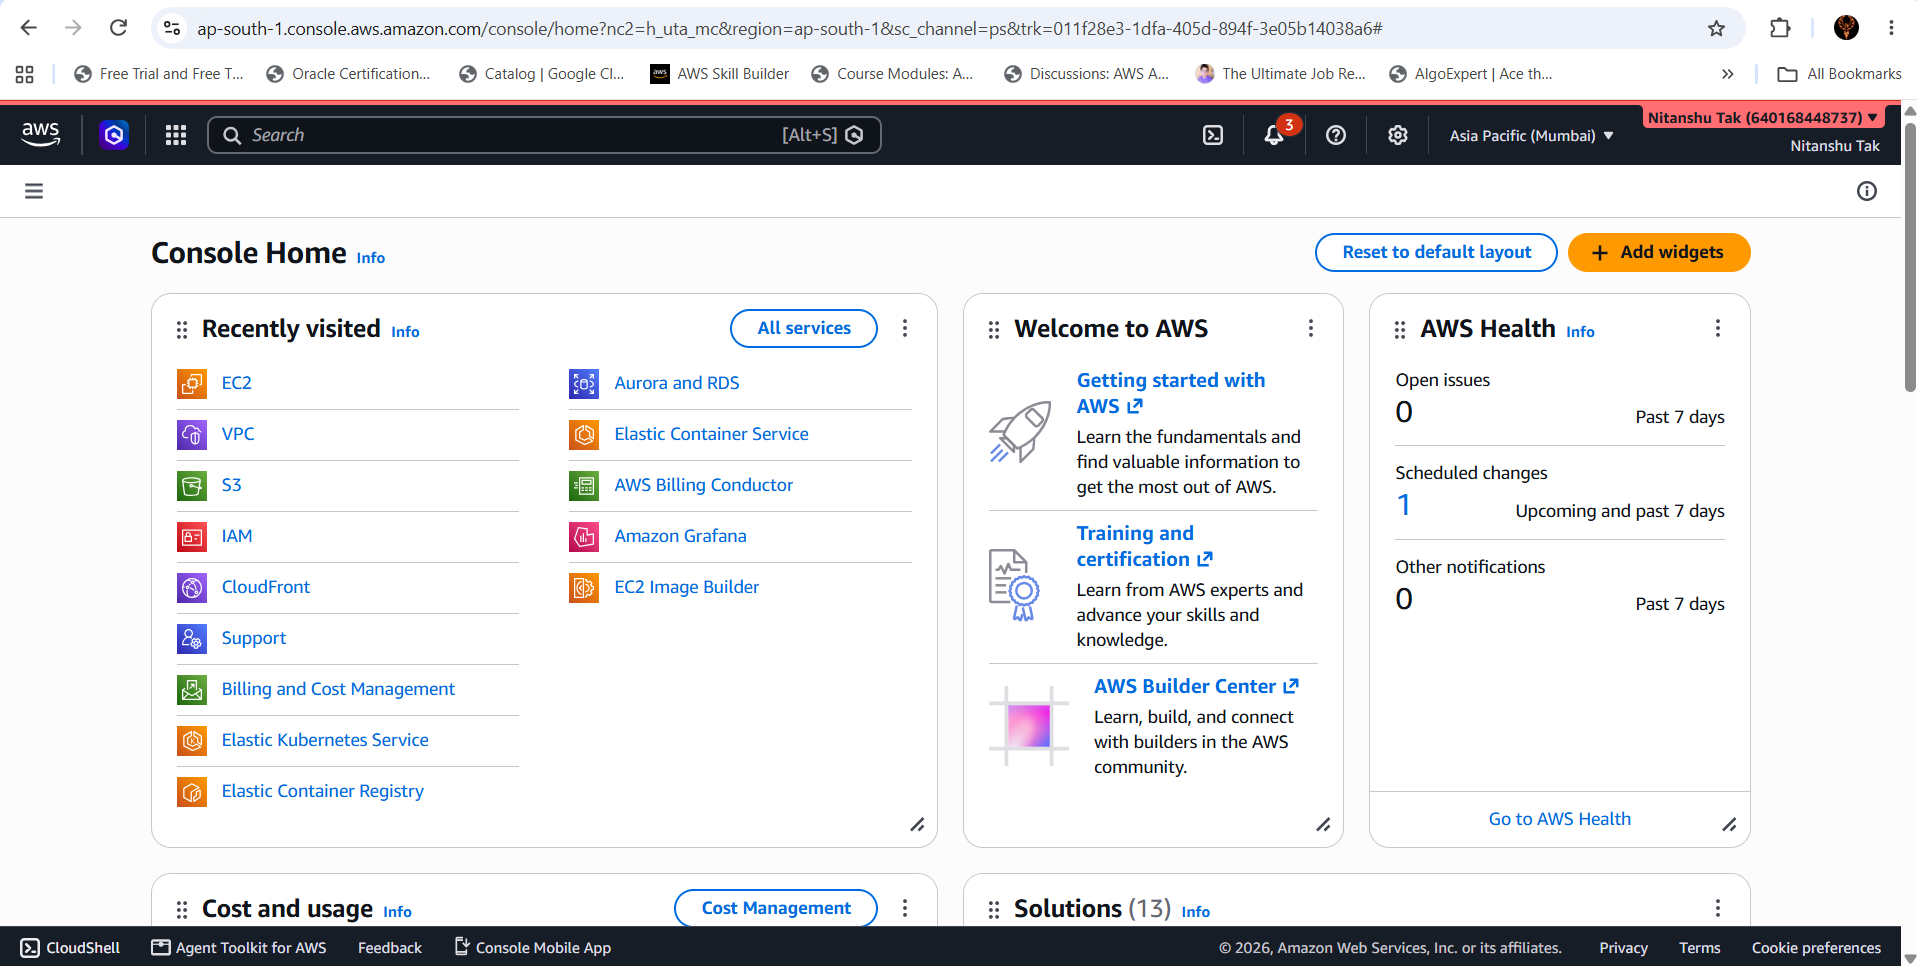 ap-south-1.console.aws.amazon.com/console/home?nc2=h_uta_mc&region=ap-south-1&sc_channel=ps&trk=011f28e3-1dfa-405d-894f-3e05b14038a6#
Free Trial and Free T... Oracle Certification... Catalog | Google Cl... aws AWS Skill Builder Course Modules: A... Discussions: AWS A... The Ultimate Job Re... AlgoExpert | Ace th... » All Bookmarks
aws Search [Alt+S] 3 Asia Pacific (Mumbai) ▼ Nitanshu Tak (640168448737) ▼
Nitanshu Tak
Console Home Info
Reset to default layout
+ Add widgets
Recently visited Info
All services
EC2
VPC
S3
IAM
CloudFront
Support
Billing and Cost Management
Elastic Kubernetes Service
Elastic Container Registry
Aurora and RDS
Elastic Container Service
AWS Billing Conductor
Amazon Grafana
EC2 Image Builder
Welcome to AWS
Getting started with
AWS
Learn the fundamentals and
find valuable information to
get the most out of AWS.
Training and
certification
Learn from AWS experts and
advance your skills and
knowledge.
AWS Builder Center
Learn, build, and connect
with builders in the AWS
community.
AWS Health Info
Open issues
0 Past 7 days
Scheduled changes
1 Upcoming and past 7 days
Other notifications
0 Past 7 days
Go to AWS Health
Cost and usage Info
Cost Management
Solutions (13) Info
CloudShell Agent Toolkit for AWS Feedback Console Mobile App © 2026, Amazon Web Services, Inc. or its affiliates. Privacy Terms Cookie preferences